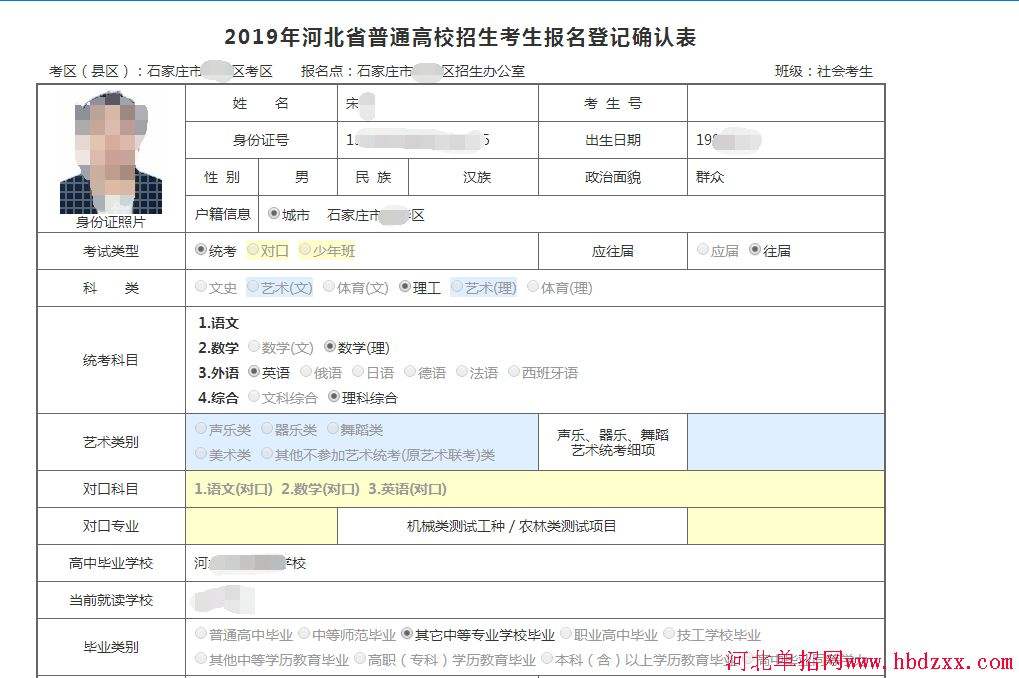 2019年河北省普通高校招生考生报名登记确认表
考区（县区）：石家庄市 区考区 报名点：石家庄市 区招生办公室 班级：社会考生
姓 名 宋 考 生 号
身份证号 1 5 出生日期 19
性 别 男 民 族 汉族 政治面貌 群众
身份证照片
户籍信息 城市 石家庄市 区
考试类型 统考 对口 少年班 应往届 应届 往届
科 类 文史 艺术(文) 体育(文) 理工 艺术(理) 体育(理)
统考科目
1.语文
2.数学 数学(文) 数学(理)
3.外语 英语 俄语 日语 德语 法语 西班牙语
4.综合 文科综合 理科综合
艺术类别
声乐类 器乐类 舞蹈类
美术类 其他不参加艺术统考(原艺术联考)类
声乐、器乐、舞蹈
艺术统考细项
对口科目 1.语文(对口) 2.数学(对口) 3.英语(对口)
对口专业 机械类测试工种 / 农林类测试项目
高中毕业学校 河 学校
当前就读学校
毕业类别
普通高中毕业 中等师范毕业 其它中等专业学校毕业 职业高中毕业 技工学校毕业
其他中等学历教育毕业 高职（专科）学历教育毕业 本科（含）以上学历教育毕业
河北单招网www.hbdzxx.com